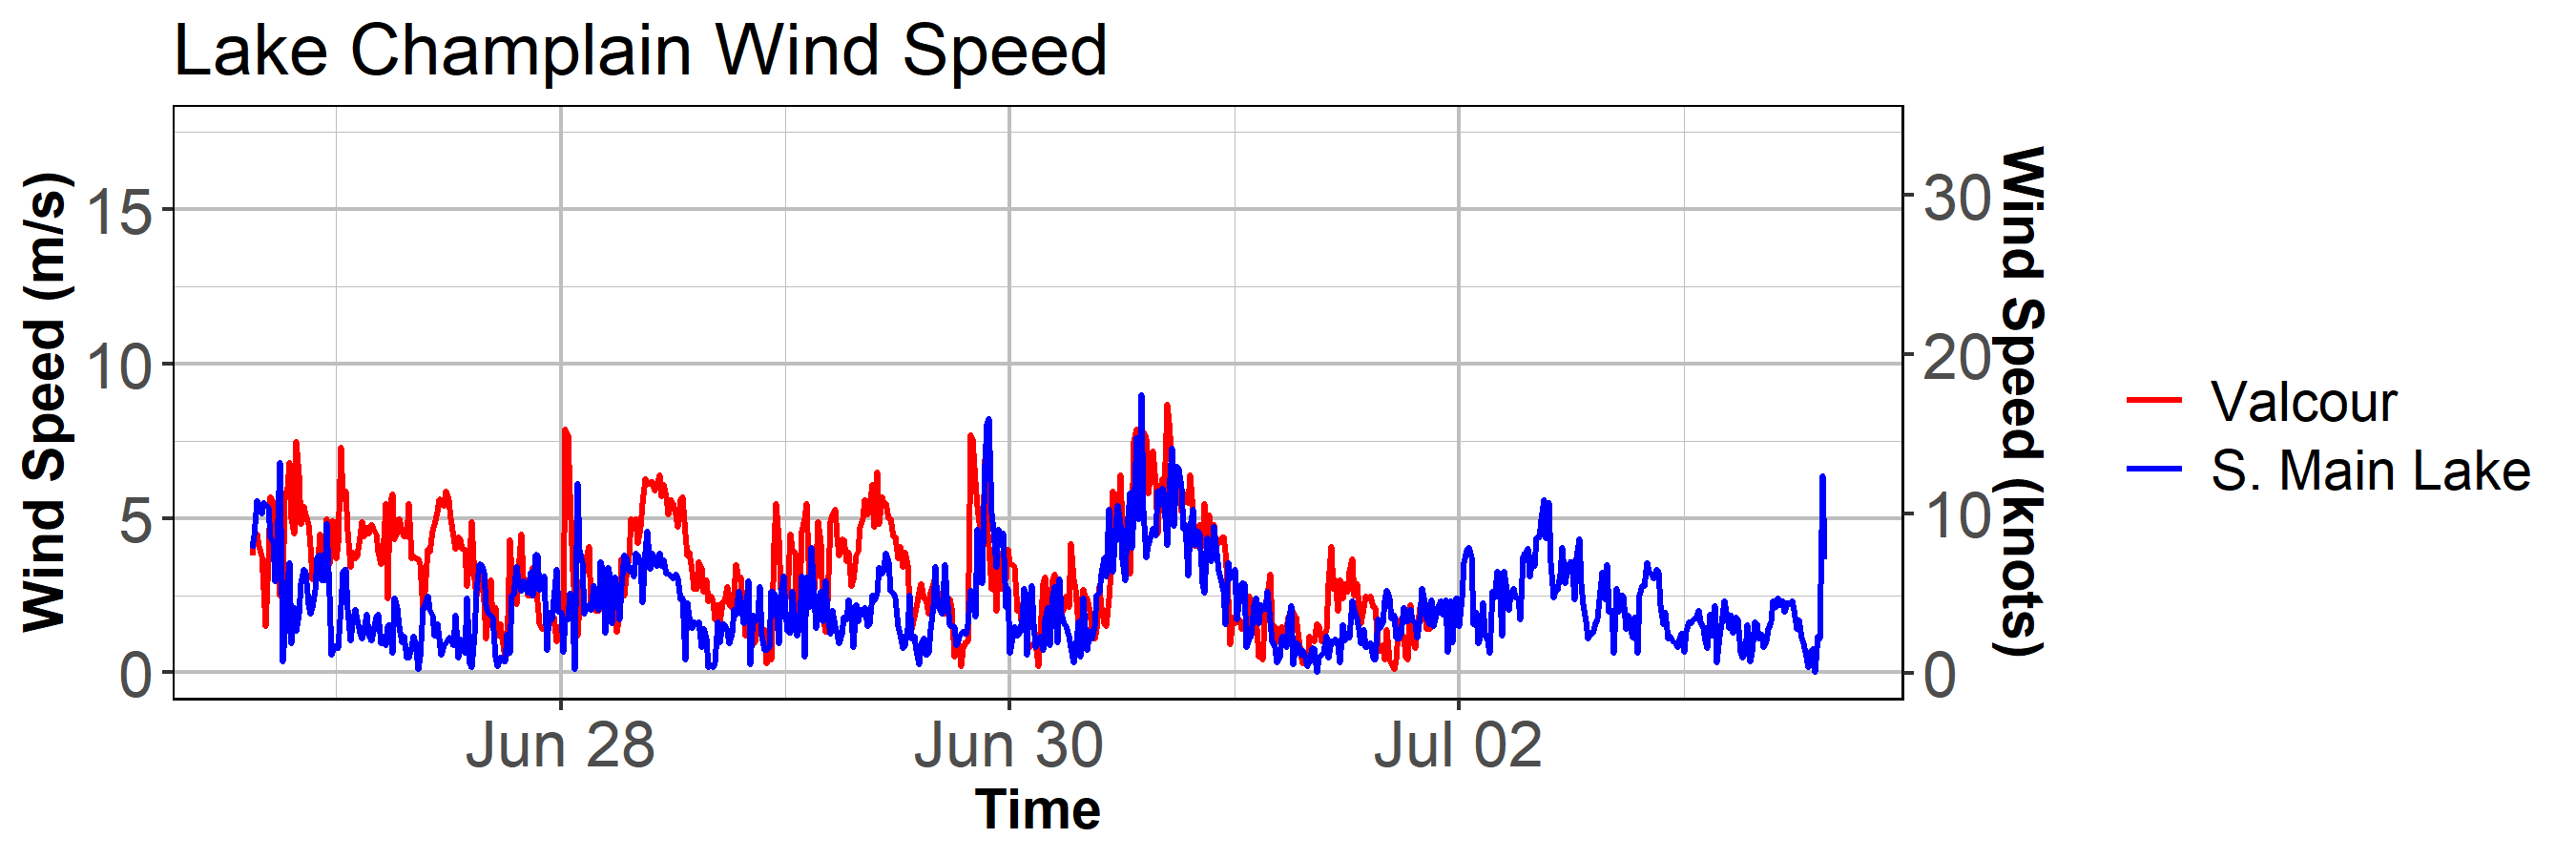 Lake Champlain Wind Speed
Wind Speed (m/s)
15
10
5
0
30
20
10
0
Wind Speed (knots)
Jun 28
Jun 30
Jul 02
Time
Valcour
S. Main Lake